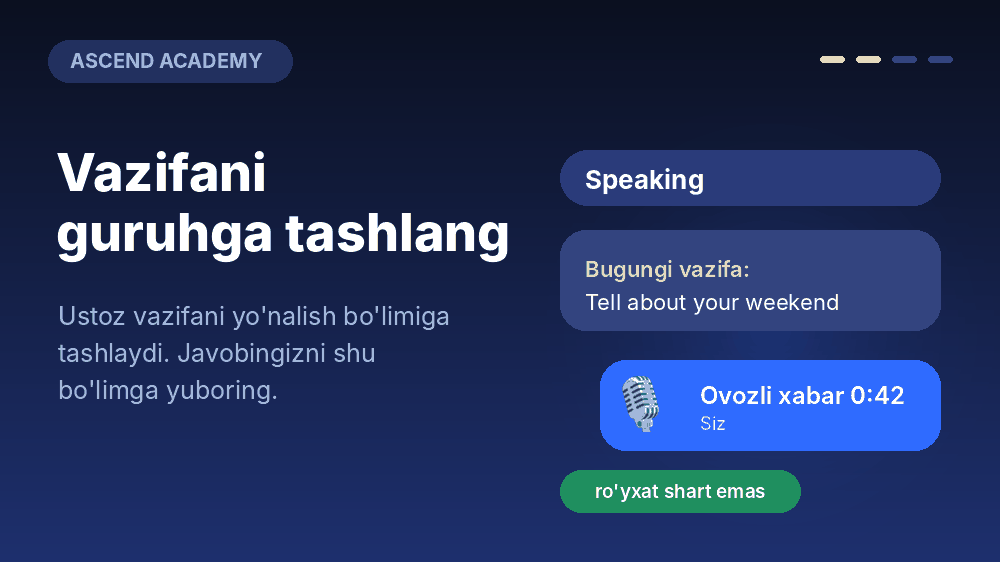 ASCEND ACADEMY
Vazifani
guruhga tashlang
Ustoz vazifani yo'nalish bo'limiga
tashlaydi. Javobingizni shu
bo'limga yuboring.
Speaking
Bugungi vazifa:
Tell about your weekend
Ovozli xabar 0:42
Siz
ro'yxat shart emas